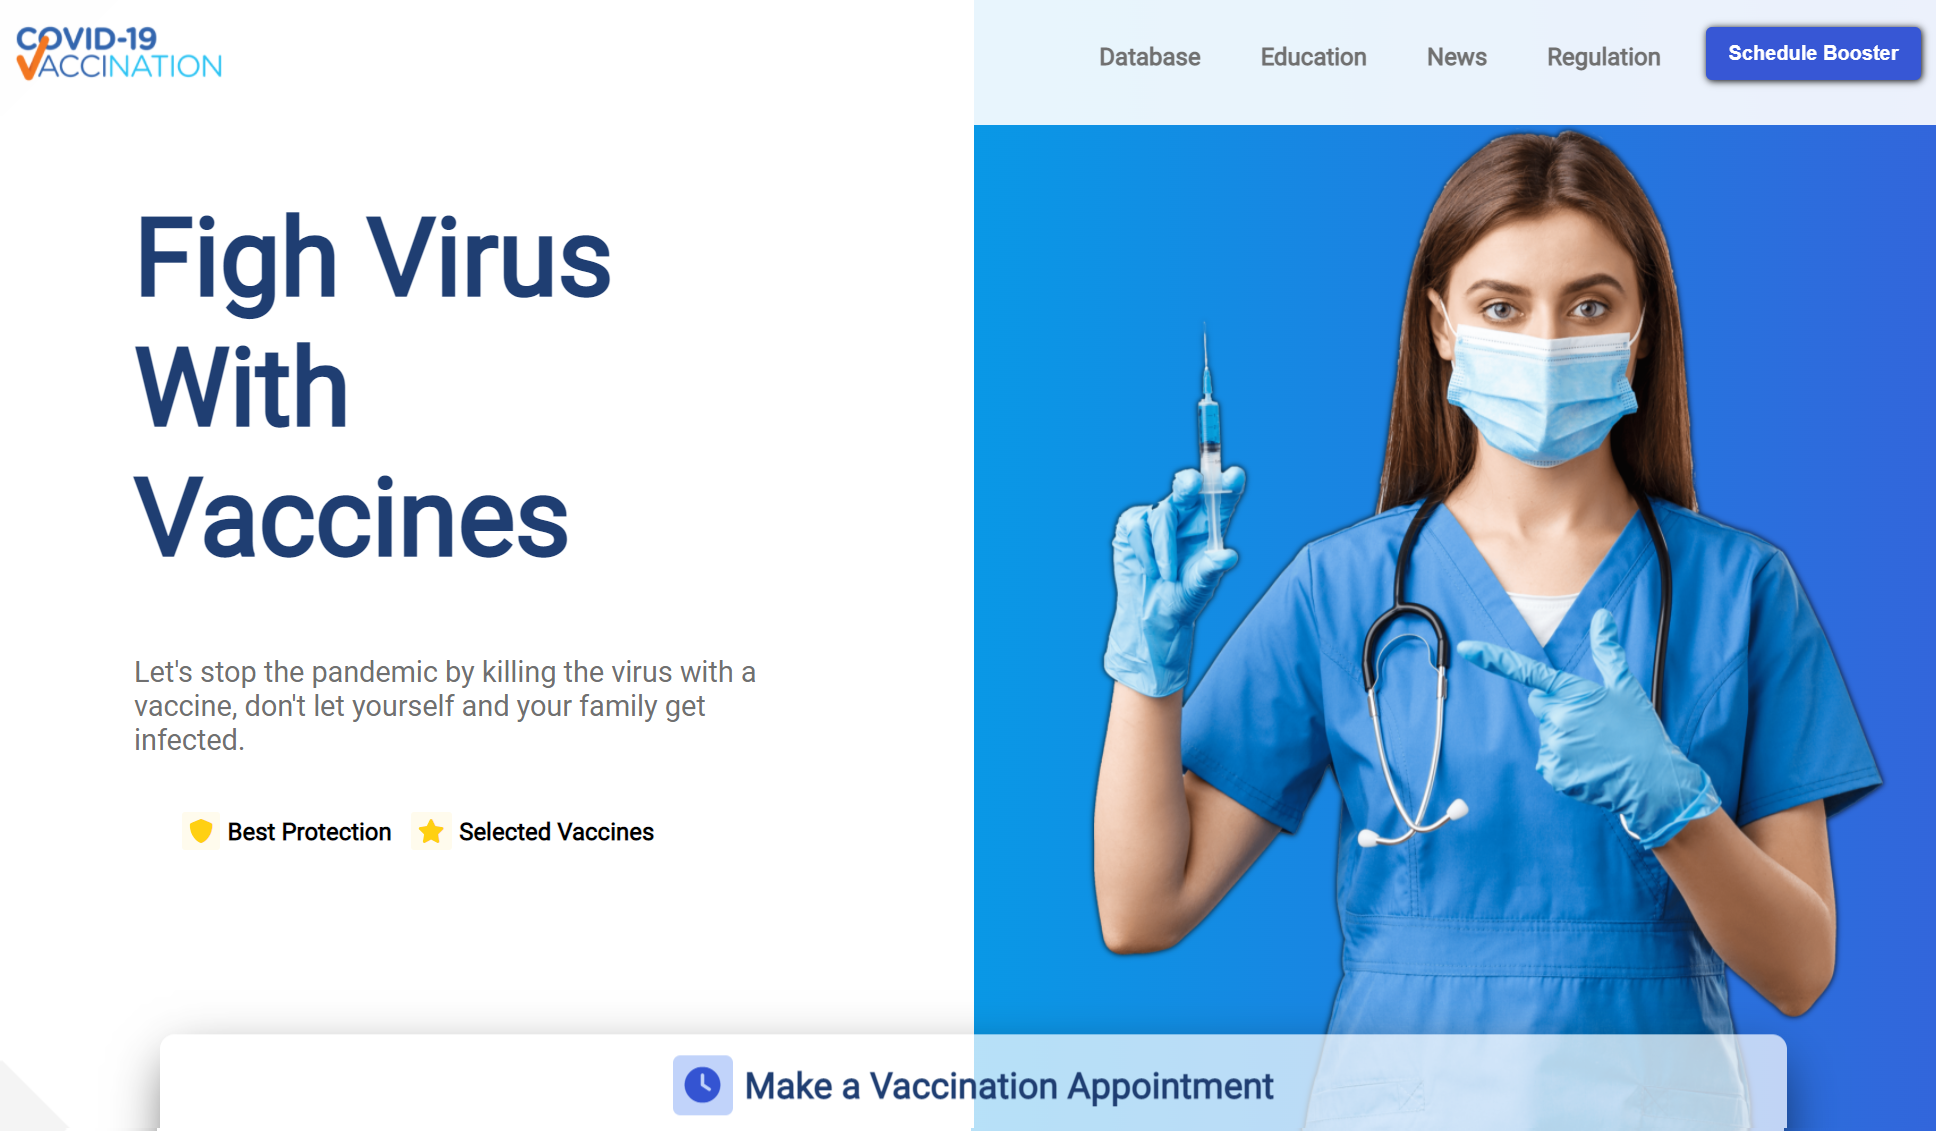 COVID-19
VACCINATION
Database Education News Regulation Schedule Booster
Figh Virus
With
Vaccines
Let's stop the pandemic by killing the virus with a
vaccine, don't let yourself and your family get
infected.
Best Protection Selected Vaccines
Make a Vaccination Appointment